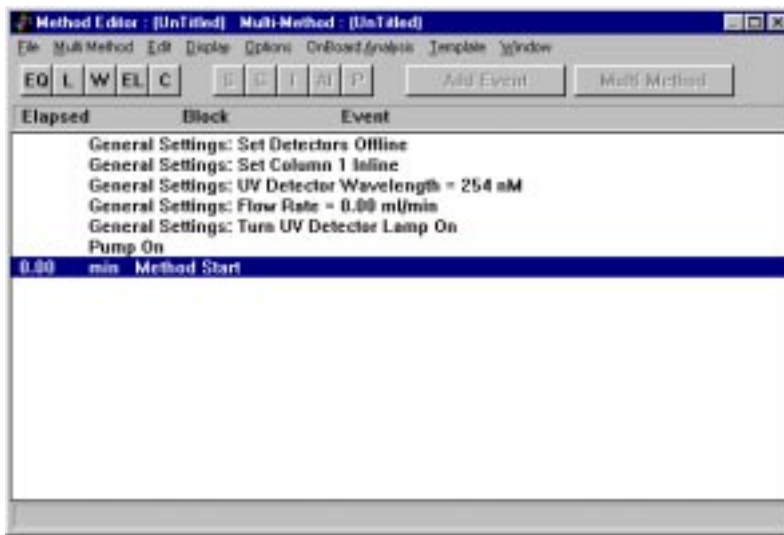 Method Editor : (UnTitled) Multi-Method : (UnTitled)
File Multi Method Edit Display Options OnBoard Analysis Template Window
EQ L W EL C Add Event Multi Method
Elapsed Block Event
General Settings: Set Detectors Offline
General Settings: Set Column 1 Inline
General Settings: UV Detector Wavelength = 254 nM
General Settings: Flow Rate = 0.00 ml/min
General Settings: Turn UV Detector Lamp On
Pump On
0.00 min Method Start